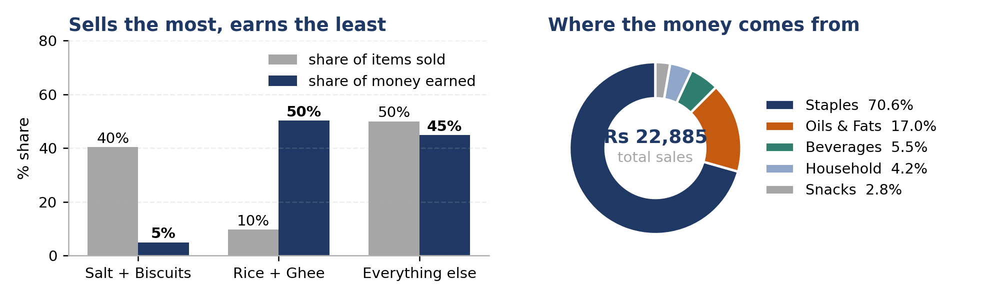 Sells the most, earns the least
80
60
40
20
0
% share
share of items sold
share of money earned
40%
5%
10%
50%
50%
45%
Salt + Biscuits
Rice + Ghee
Everything else
Where the money comes from
Rs 22,885
total sales
Staples 70.6%
Oils & Fats 17.0%
Beverages 5.5%
Household 4.2%
Snacks 2.8%